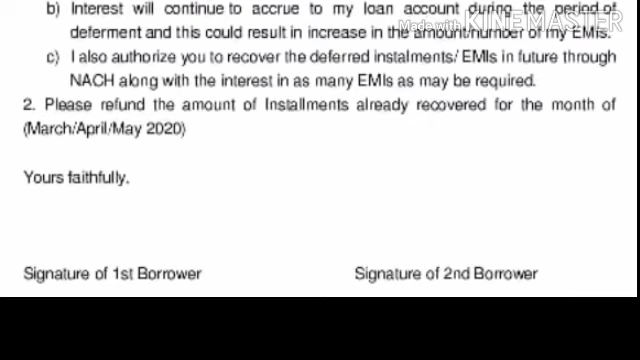 b) Interest will continue to accrue to my loan account during the period of
deferment and this could result in increase in the amount/number of my EMIs.
c) I also authorize you to recover the deferred instalments/ EMIs in future through
NACH along with the interest in as many EMIs as may be required.
2. Please refund the amount of Installments already recovered for the month of
(March/April/May 2020)
Yours faithfully,
Signature of 1st Borrower Signature of 2nd Borrower
Made with KINEMASTER